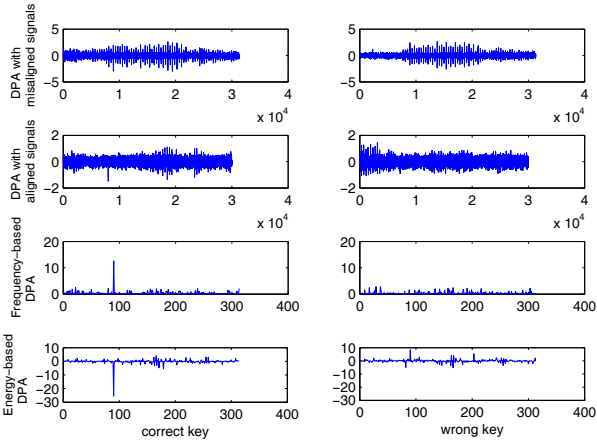 DPA with
misaligned signals
5
0
−5
0 1 2 3 4
x 10^4
5
0
−5
0 1 2 3 4
x 10^4
DPA with
aligned signals
2
0
−2
0 1 2 3 4
x 10^4
2
0
−2
0 1 2 3 4
x 10^4
Frequency−based
DPA
20
10
0
0 100 200 300 400
20
10
0
0 100 200 300 400
Energy−based
DPA
10
0
−10
−20
−30
0 100 200 300 400
correct key
10
0
−10
−20
−30
0 100 200 300 400
wrong key